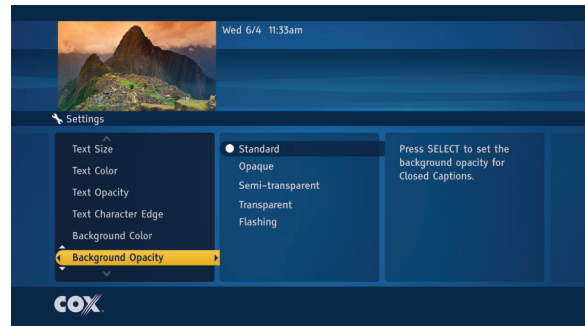 Wed 6/4 11:33am
Settings
Text Size
Text Color
Text Opacity
Text Character Edge
Background Color
Background Opacity
Standard
Opaque
Semi-transparent
Transparent
Flashing
Press SELECT to set the
background opacity for
Closed Captions.
COX